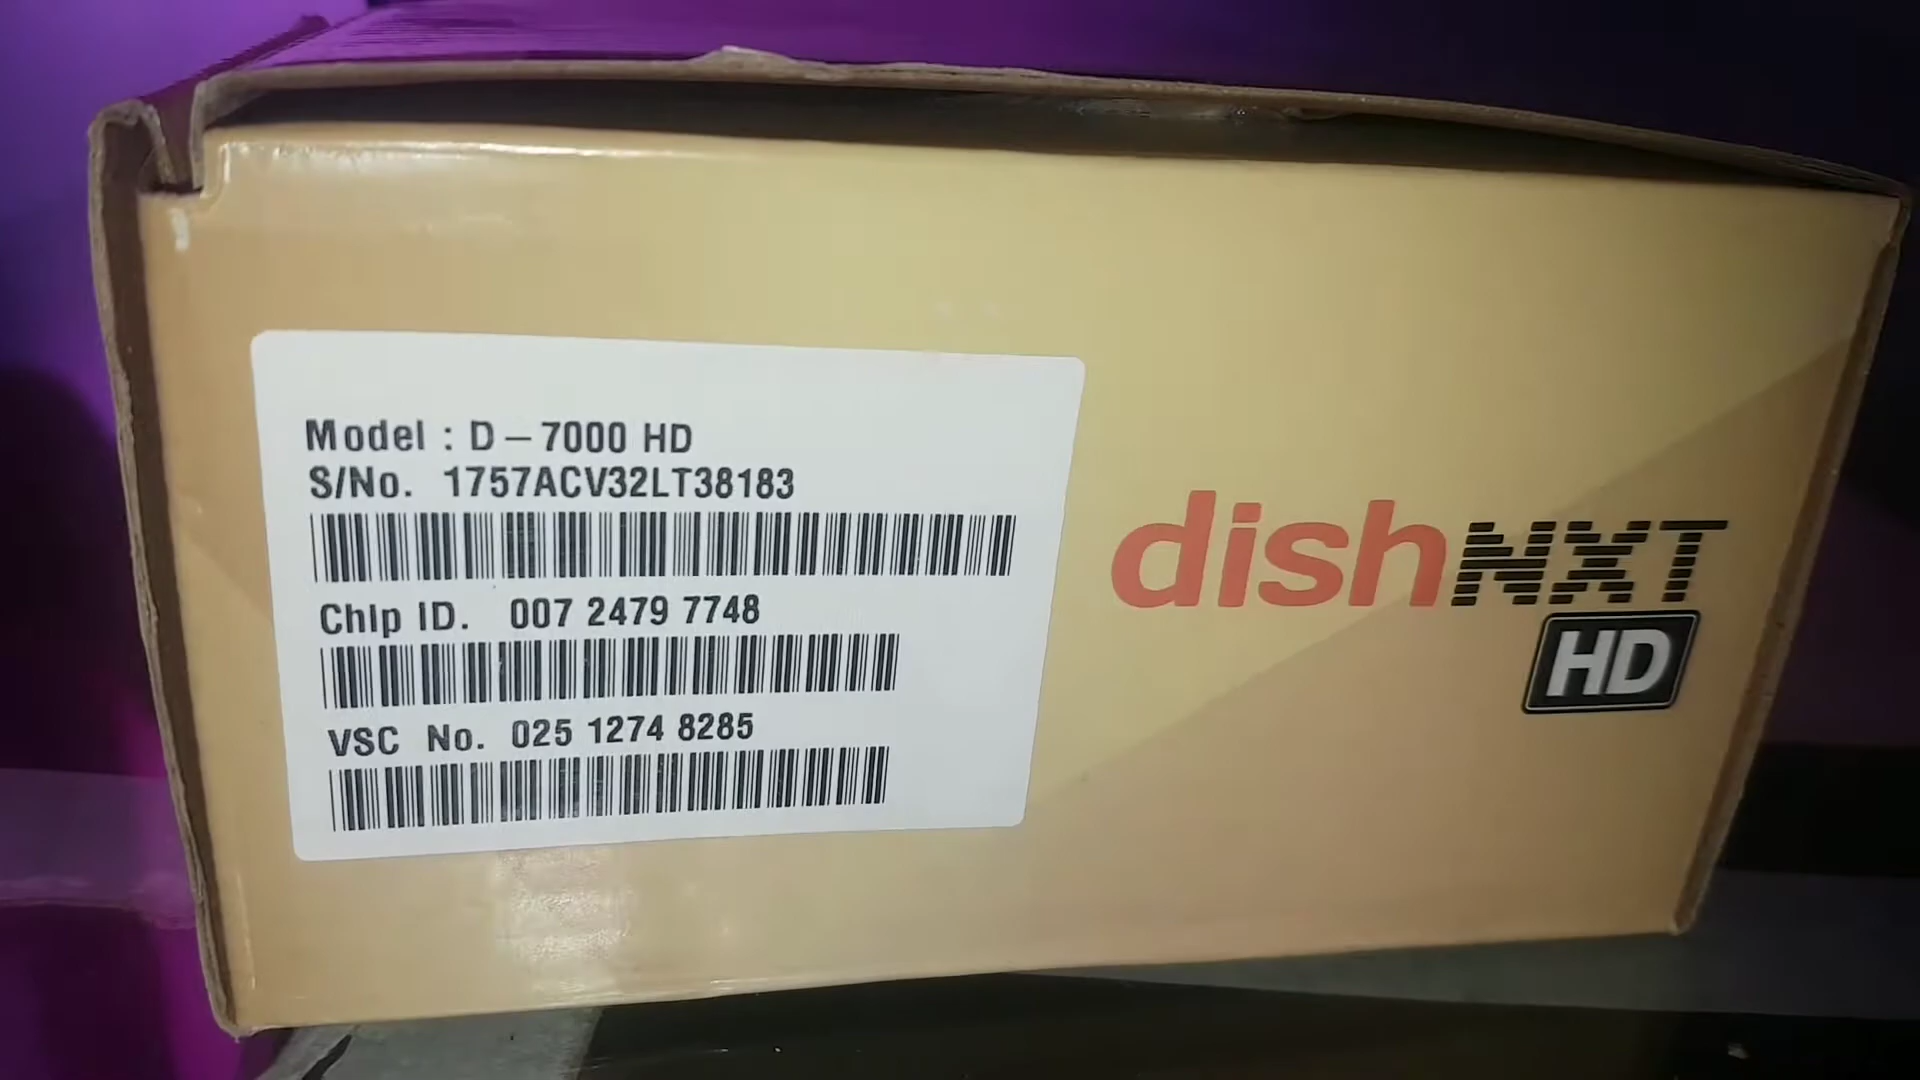 Model : D – 7000 HD
S/No. 1757ACV32LT38183
Chip ID. 007 2479 7748
VSC No. 025 1274 8285
dishNXT
HD